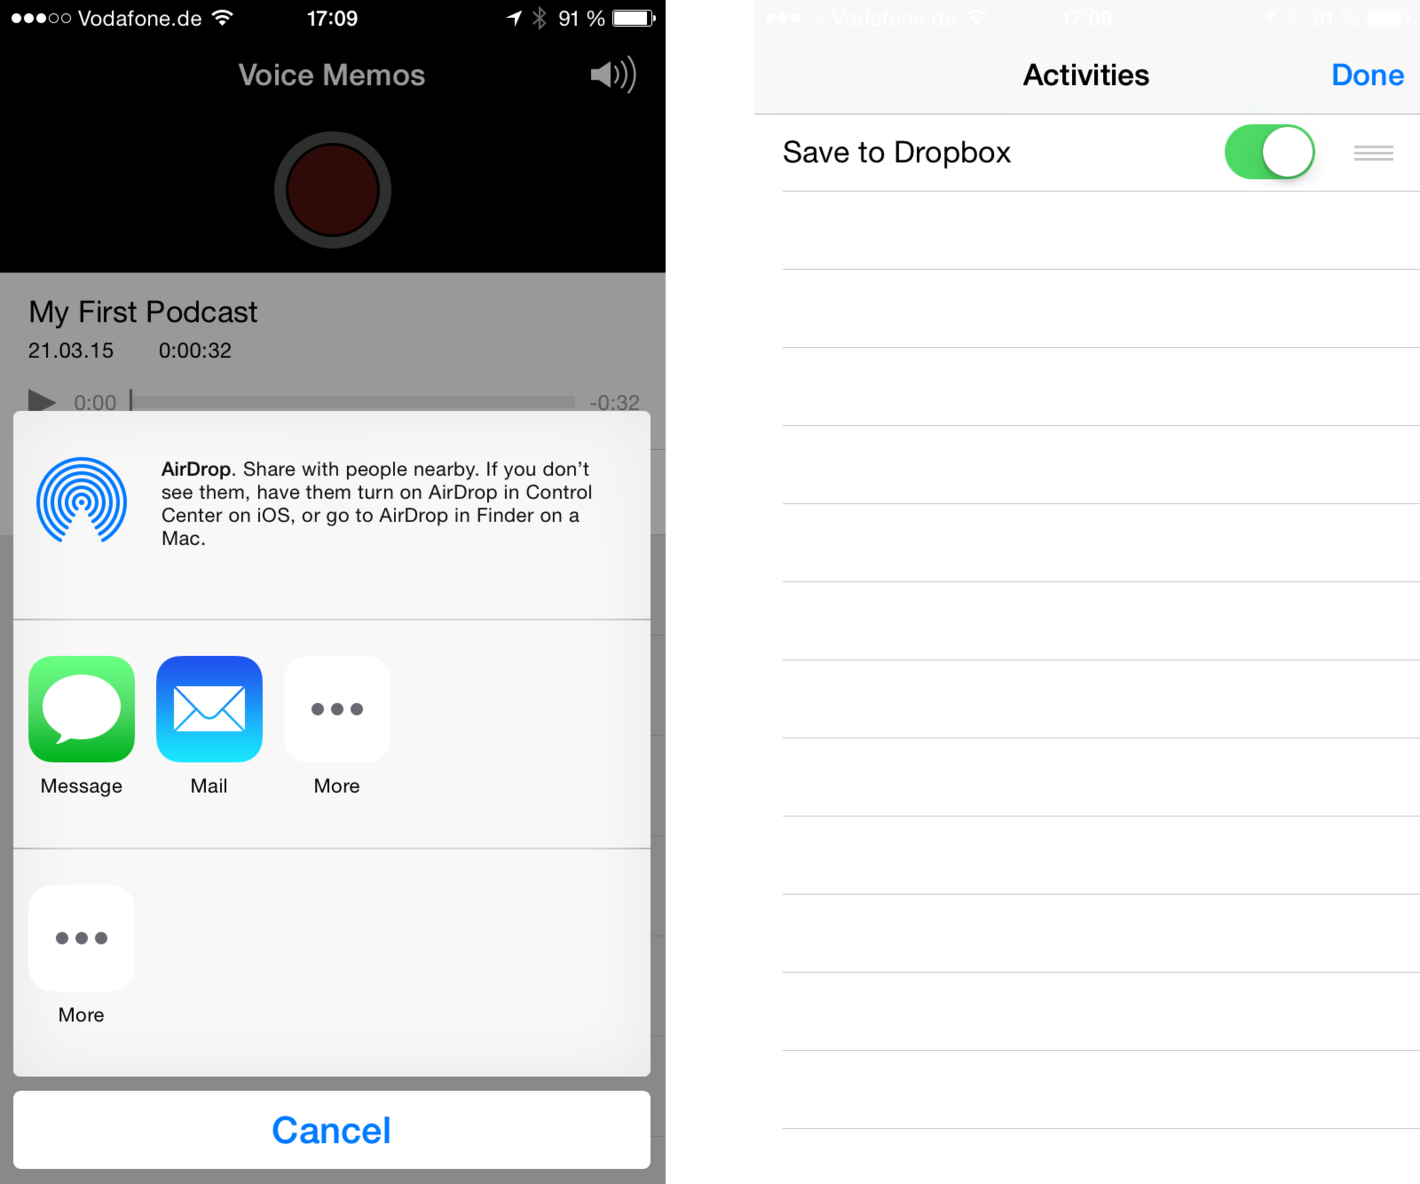 Vodafone.de 17:09 91 %
Voice Memos
My First Podcast
21.03.15 0:00:32
0:00 -0:32
AirDrop. Share with people nearby. If you don’t
see them, have them turn on AirDrop in Control
Center on iOS, or go to AirDrop in Finder on a
Mac.
Message Mail More
More
Cancel
Vodafone.de 17:09 91 %
Activities Done
Save to Dropbox